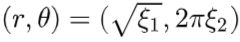 (r, θ) = (√ξ₁, 2πξ₂)